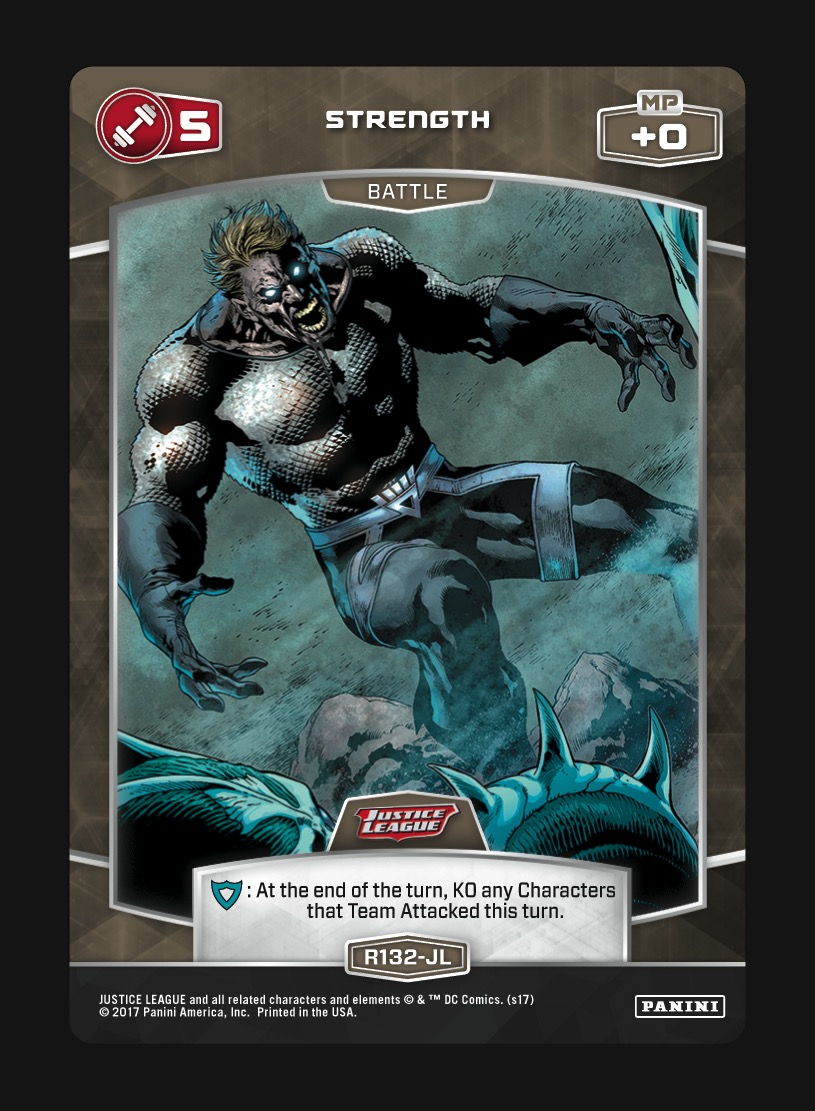 5
STRENGTH
MP
+0
BATTLE
JUSTICE
LEAGUE
: At the end of the turn, KO any Characters
that Team Attacked this turn.
R132-JL
JUSTICE LEAGUE and all related characters and elements © & ™ DC Comics. (s17)
© 2017 Panini America, Inc. Printed in the USA.
PANINI